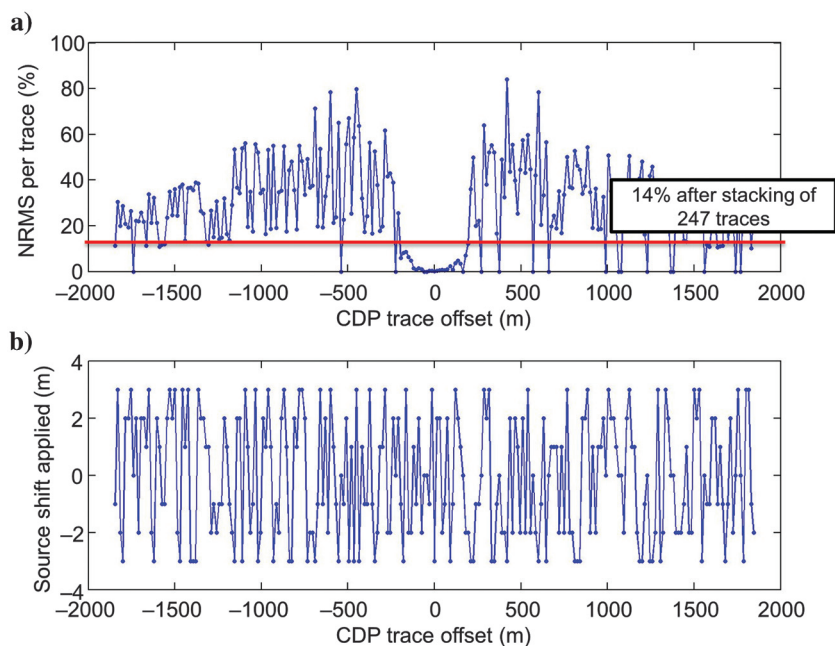 a)
100
80
60
40
20
0
NRMS per trace (%)
14% after stacking of
247 traces
−2000 −1500 −1000 −500 0 500 1000 1500 2000
CDP trace offset (m)
b)
4
2
0
−2
−4
Source shift applied (m)
−2000 −1500 −1000 −500 0 500 1000 1500 2000
CDP trace offset (m)